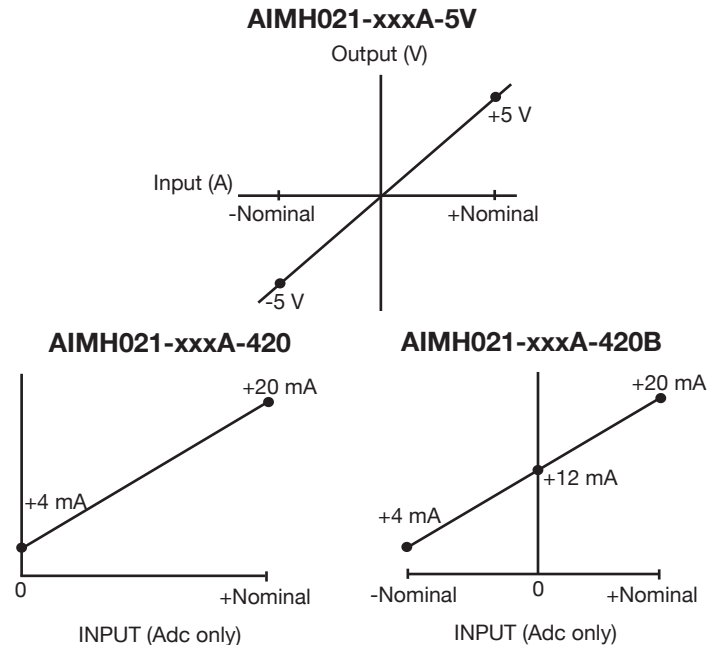 AIMH021-xxxA-5V
Output (V)
+5 V
Input (A)
-Nominal
+Nominal
-5 V
AIMH021-xxxA-420
+20 mA
+4 mA
0
+Nominal
INPUT (Adc only)
AIMH021-xxxA-420B
+20 mA
+12 mA
+4 mA
-Nominal
0
+Nominal
INPUT (Adc only)